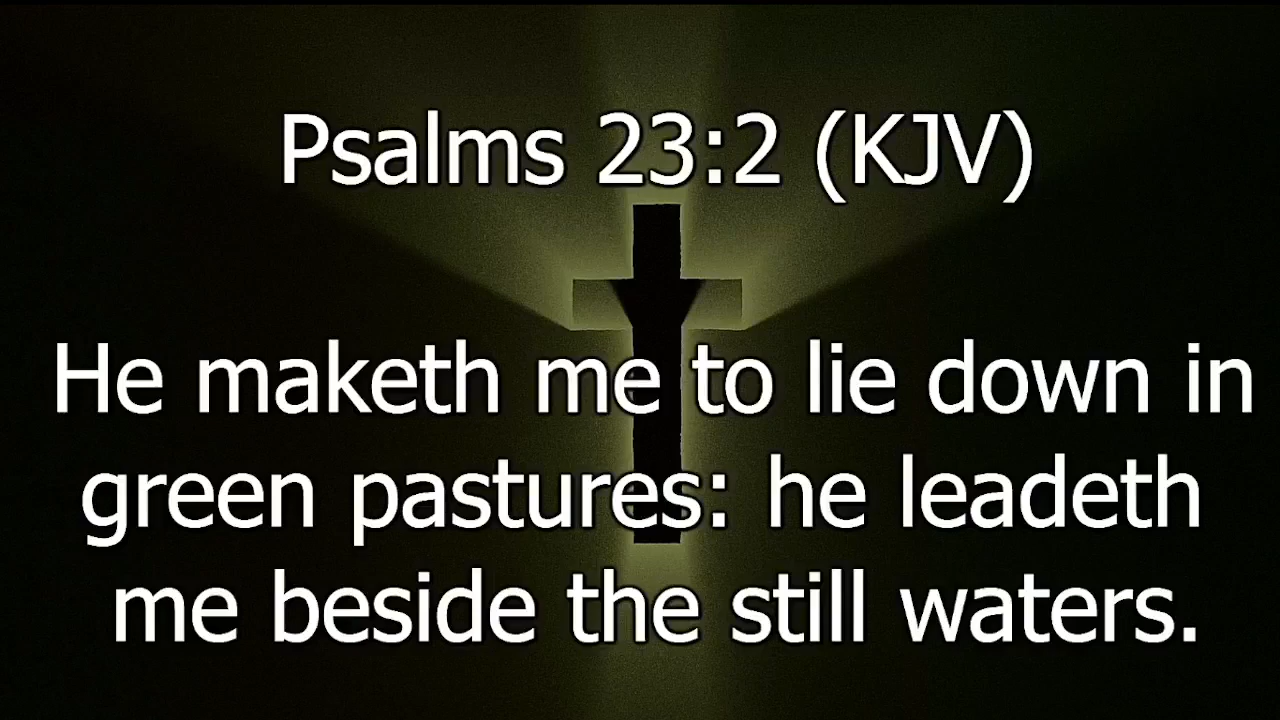 Psalms 23:2 (KJV)
He maketh me to lie down in
green pastures: he leadeth
me beside the still waters.